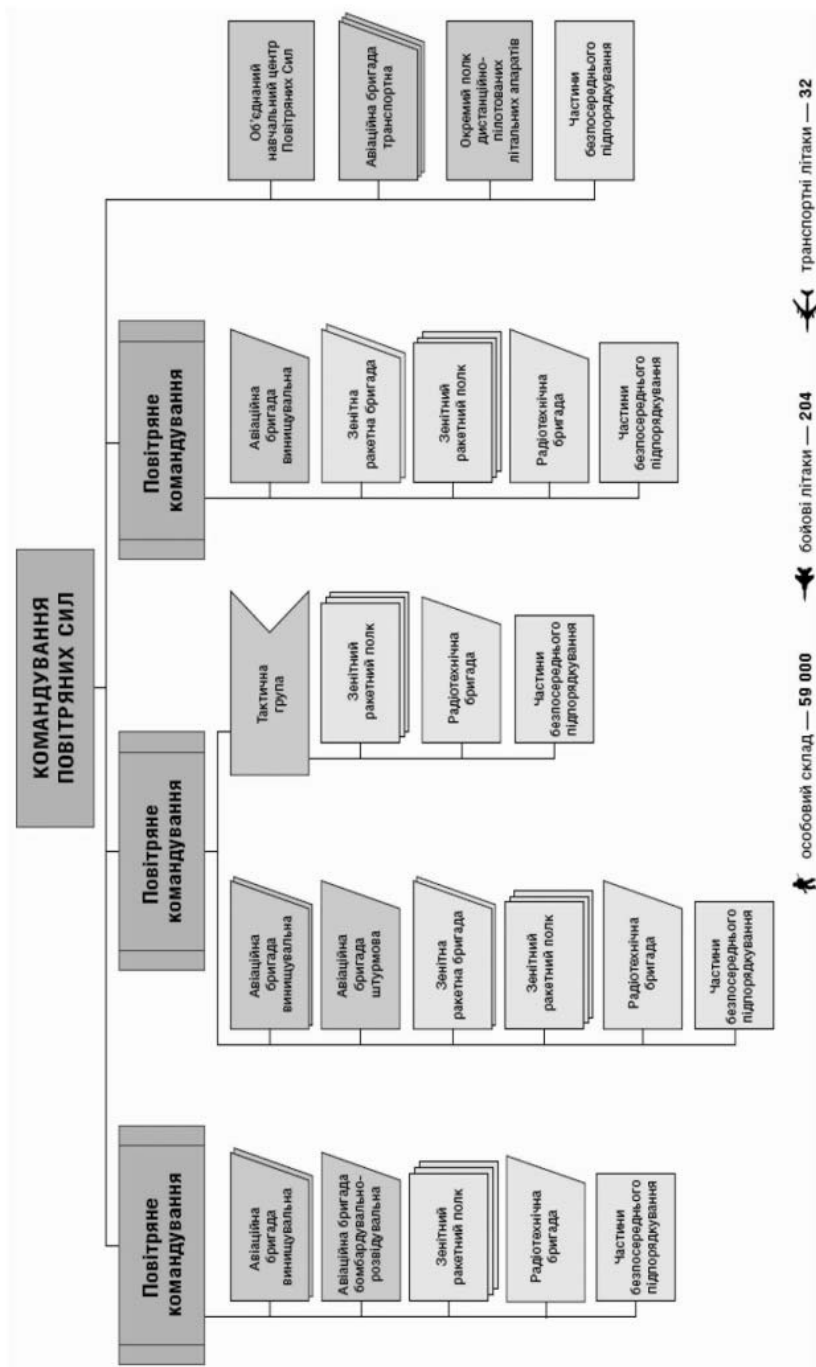 КОМАНДУВАННЯ
ПОВІТРЯНИХ СИЛ
Повітряне
командування
Авіаційна
бригада
винищувальна
Авіаційна бригада
бомбардувально-
розвідувальна
Зенітний
ракетний полк
Радіотехнічна
бригада
Частини
безпосереднього
підпорядкування
Повітряне
командування
Авіаційна
бригада
винищувальна
Авіаційна
бригада
штурмова
Зенітна
ракетна бригада
Зенітний
ракетний полк
Радіотехнічна
бригада
Частини
безпосереднього
підпорядкування
Тактична
група
Зенітний
ракетний полк
Радіотехнічна
бригада
Частини
безпосереднього
підпорядкування
Повітряне
командування
Авіаційна
бригада
винищувальна
Зенітна
ракетна бригада
Зенітний
ракетний полк
Радіотехнічна
бригада
Частини
безпосереднього
підпорядкування
Об'єднаний
навчальний центр
Повітряних Сил
Авіаційна бригада
транспортна
Окремий полк
дистанційно-
пілотованих
літальних апаратів
Частини
безпосереднього
підпорядкування
особовий склад — 59 000
бойові літаки — 204
транспортні літаки — 32